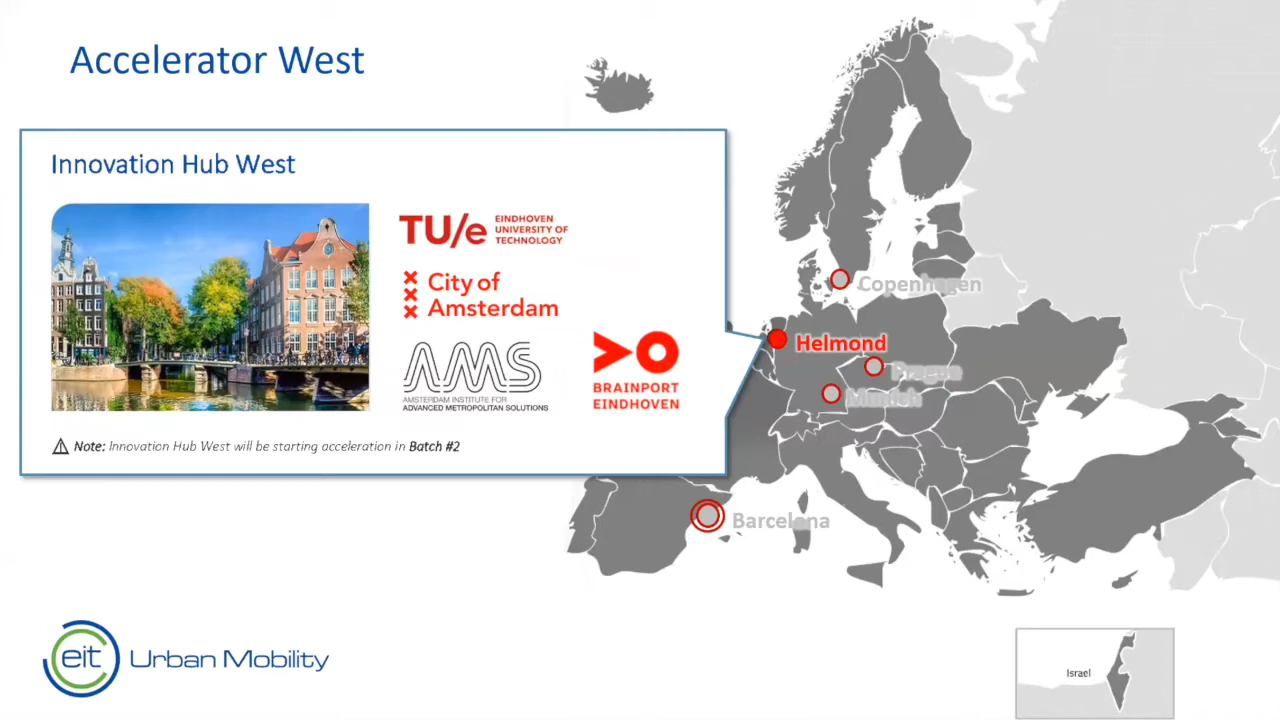 Accelerator West
Innovation Hub West
TU/e EINDHOVEN
UNIVERSITY OF
TECHNOLOGY
City of
Amsterdam
AMS
AMSTERDAM INSTITUTE FOR
ADVANCED METROPOLITAN SOLUTIONS
BRAINPORT
EINDHOVEN
Note: Innovation Hub West will be starting acceleration in Batch #2
Copenhagen
Helmond
Prague
Munich
Barcelona
eit Urban Mobility
Israel